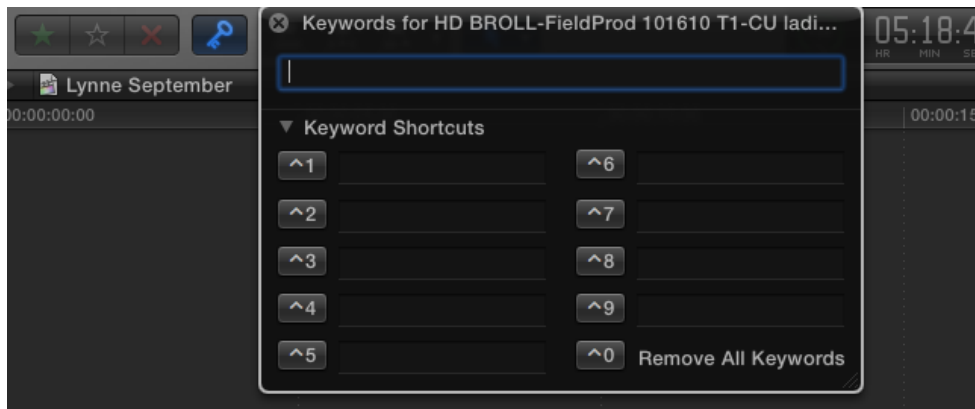 Keywords for HD BROLL-FieldProd 101610 T1-CU ladi...
05:18:4
HR MIN SE
Lynne September
00:00:00:00
00:00:15
Keyword Shortcuts
^1
^6
^2
^7
^3
^8
^4
^9
^5
^0 Remove All Keywords